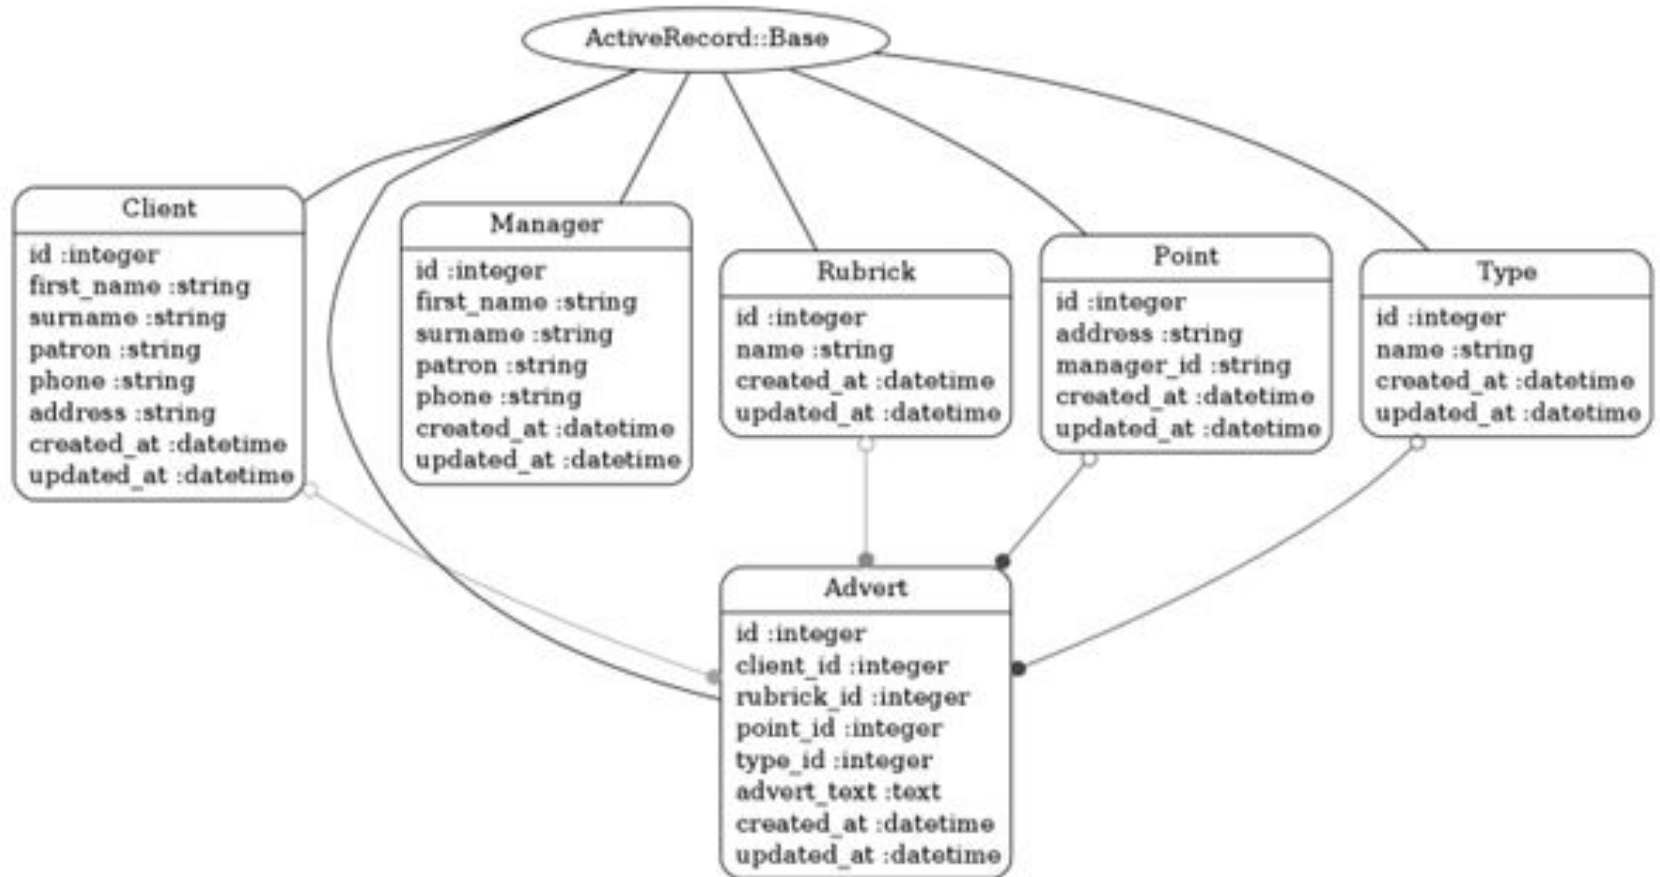 ActiveRecord::Base
Client
id :integer
first_name :string
surname :string
patron :string
phone :string
address :string
created_at :datetime
updated_at :datetime
Manager
id :integer
first_name :string
surname :string
patron :string
phone :string
created_at :datetime
updated_at :datetime
Rubrick
id :integer
name :string
created_at :datetime
updated_at :datetime
Point
id :integer
address :string
manager_id :string
created_at :datetime
updated_at :datetime
Type
id :integer
name :string
created_at :datetime
updated_at :datetime
Advert
id :integer
client_id :integer
rubrick_id :integer
point_id :integer
type_id :integer
advert_text :text
created_at :datetime
updated_at :datetime